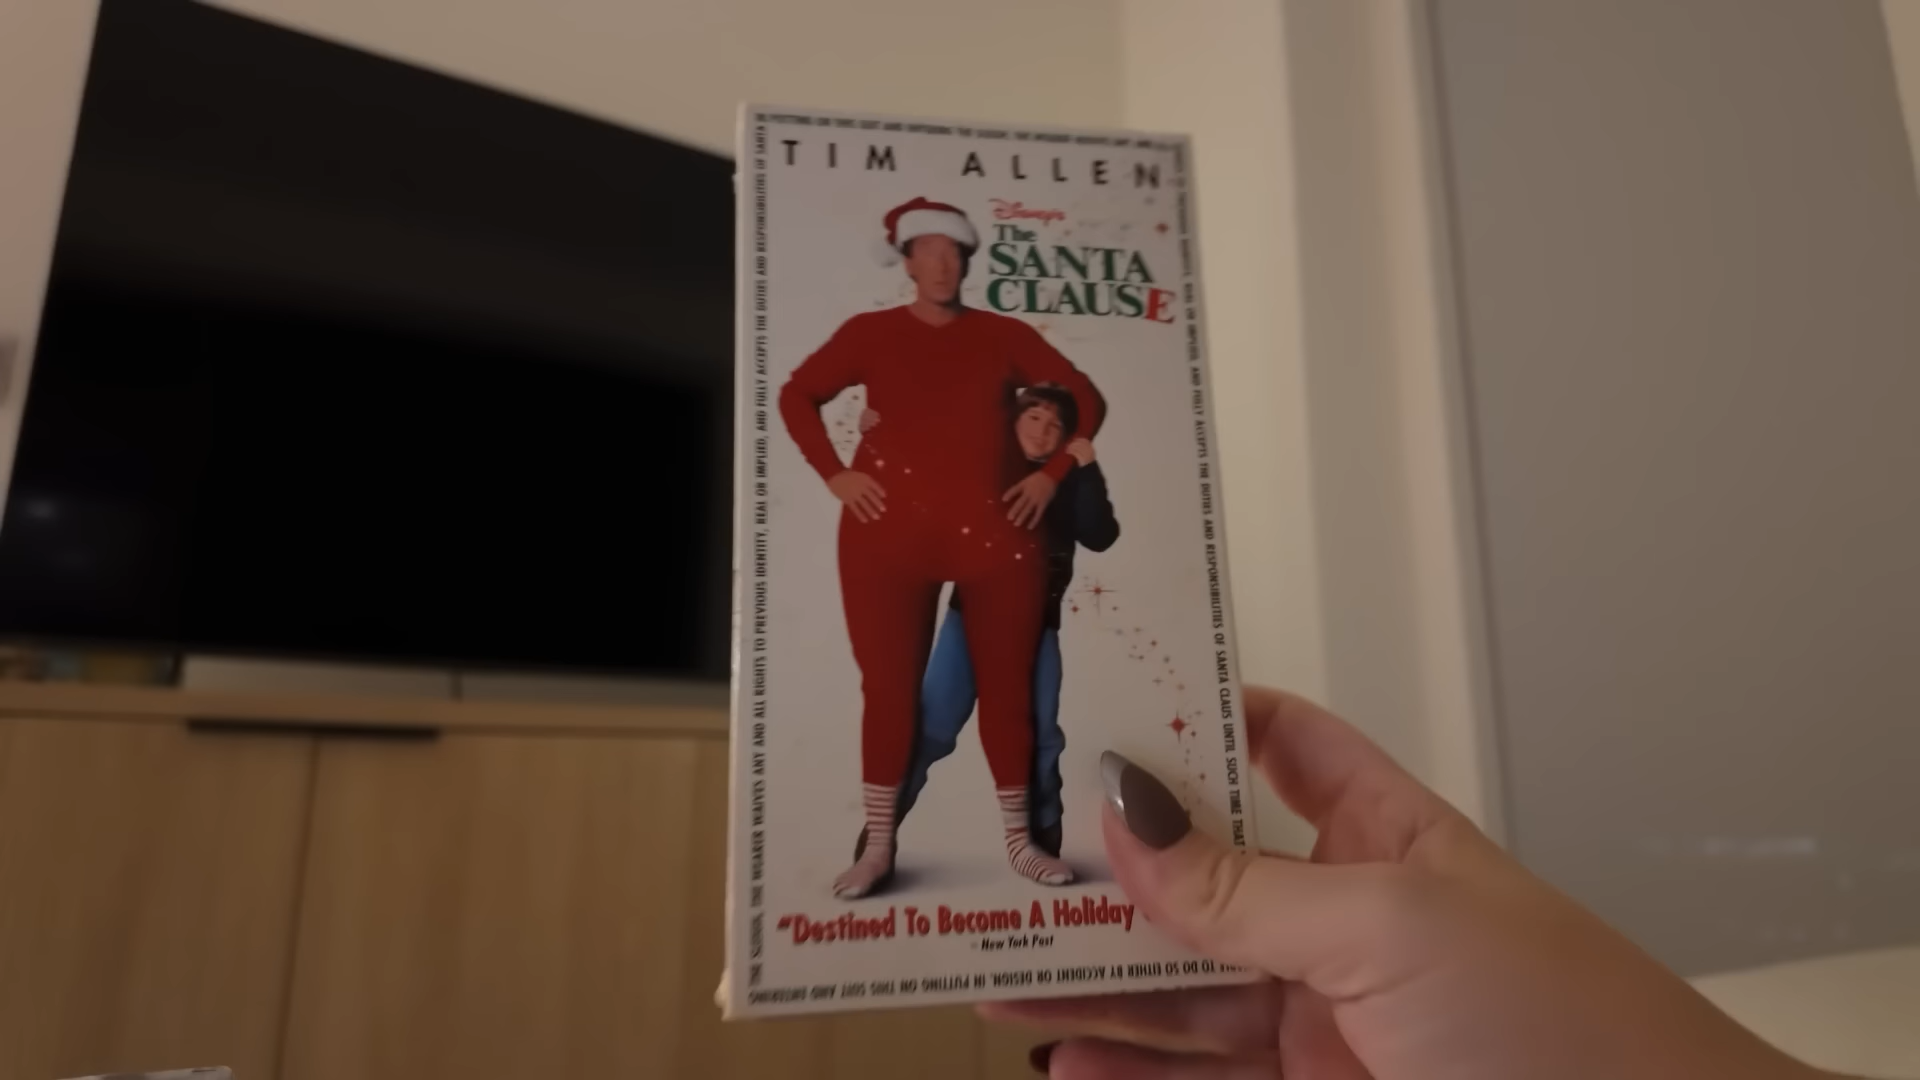 TIM ALLEN
Disney's
The
SANTA
CLAUSE
"Destined To Become A Holiday
- New York Post
THE WEARER WAIVES ANY AND ALL RIGHTS TO PREVIOUS IDENTITY, REAL OR IMPLIED, AND FULLY ACCEPTS THE DUTIES AND RESPONSIBILITIES OF SANTA
AND FULLY ACCEPTS THE DUTIES AND RESPONSIBILITIES OF SANTA CLAUS UNTIL SUCH TIME THAT
TO DO SO EITHER BY ACCIDENT OR DESIGN. IN PUTTING ON THIS SUIT AND ENTERING